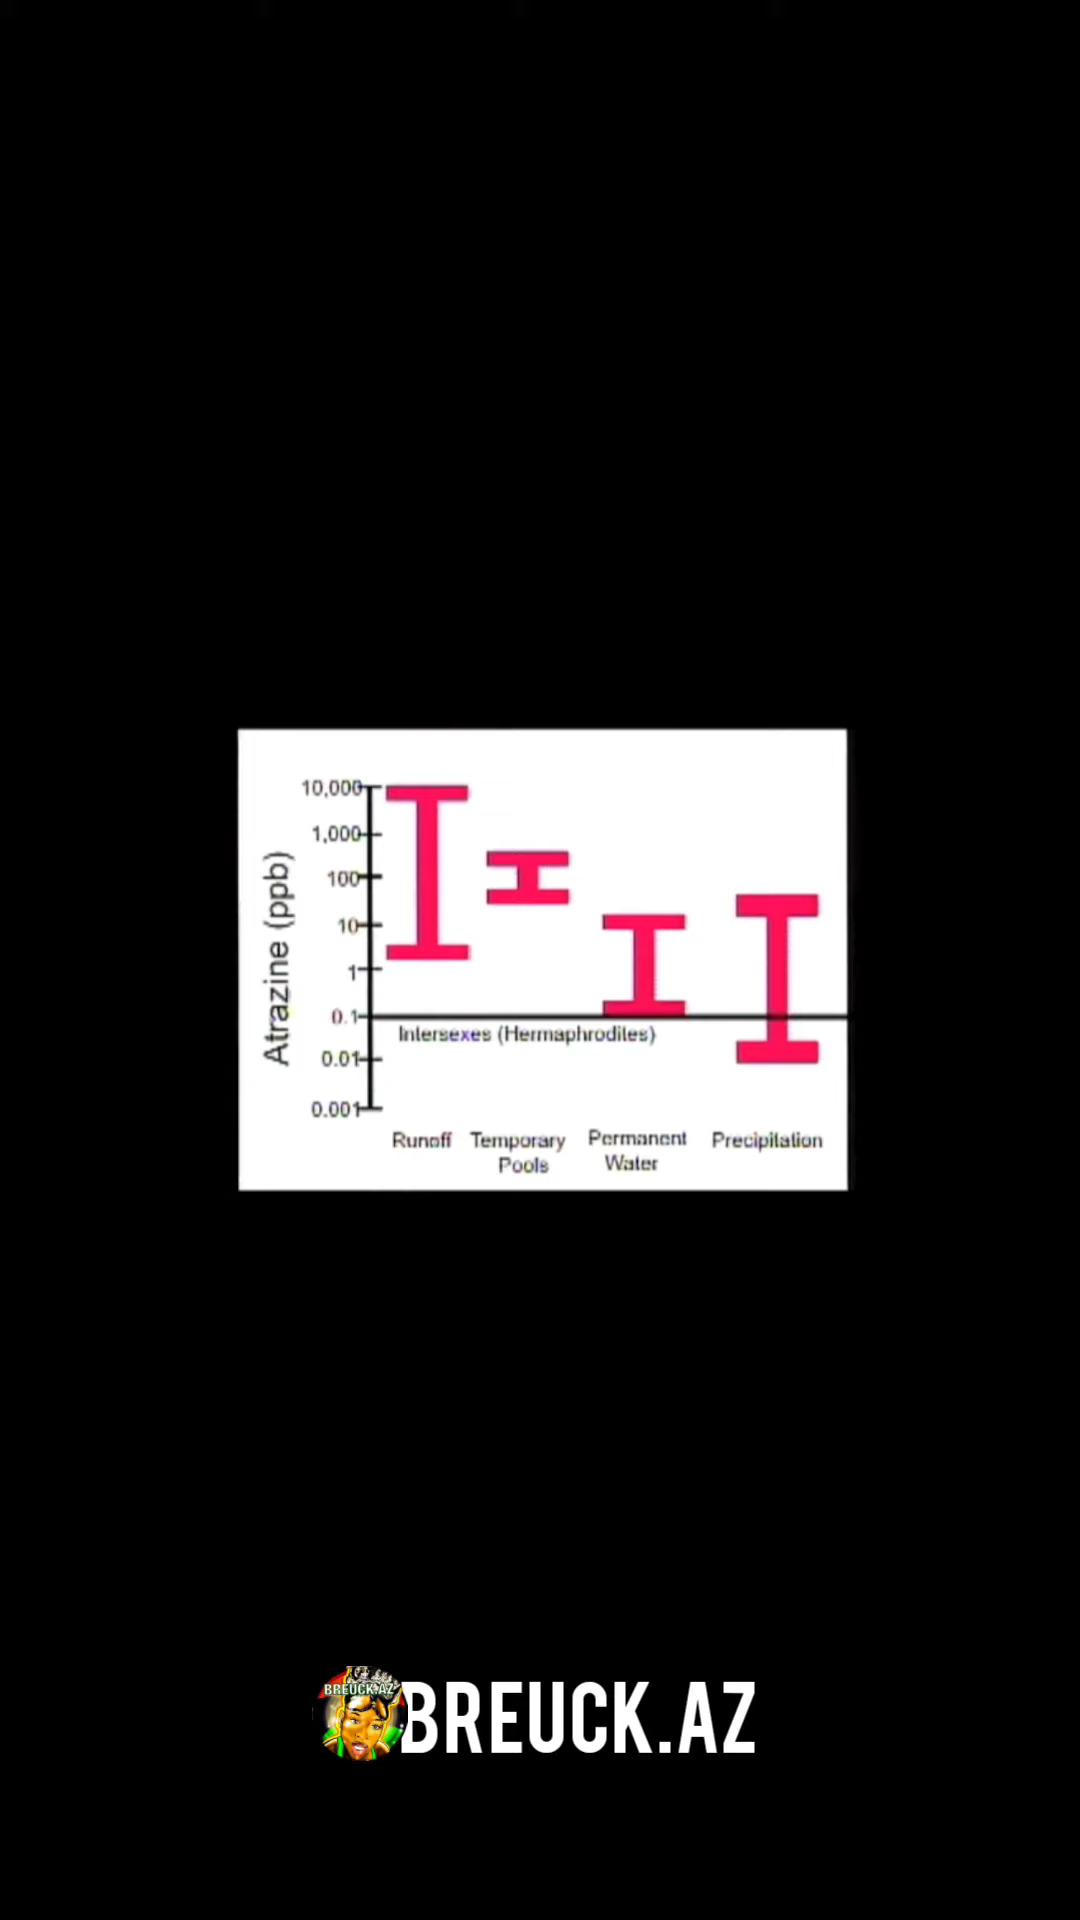 10,000
1,000
100
10
1
0.1
0.01
0.001
Atrazine (ppb)
Intersexes (Hermaphrodites)
Runoff
Temporary
Pools
Permanent
Water
Precipitation
BREUCK.AZ
BREUCK.AZ